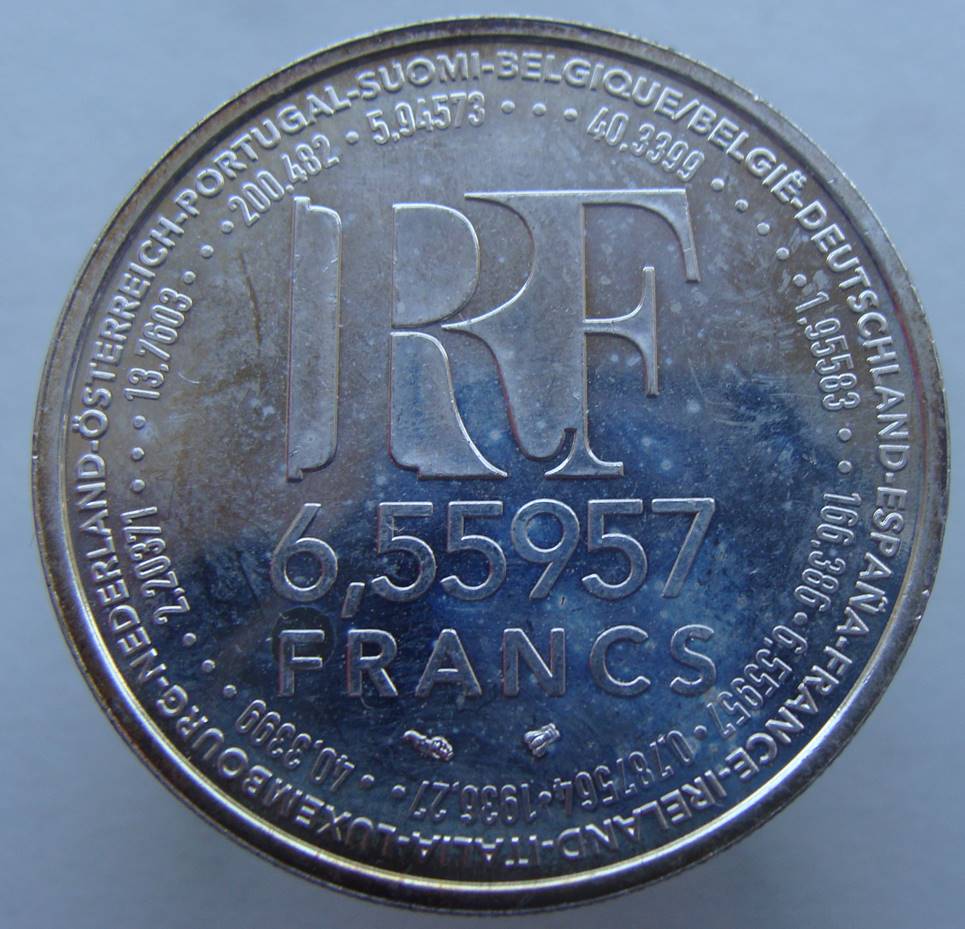 BELGIQUE/BELGIË-DEUTSCHLAND-ESPAÑA-FRANCE-IRELAND-ITALIA-LUXEMBOURG-NEDERLAND-ÖSTERREICH-PORTUGAL-SUOMI-
40,3399 · · · · · · 1,95583 · · 166,386 · 6,55957 · 0,787564 · 1936,27 · · 40,3399 · · · 2,20371 · · · 13,7603 · · · · 200,482 · 5,94573 · · · ·
RF
6,55957
FRANCS